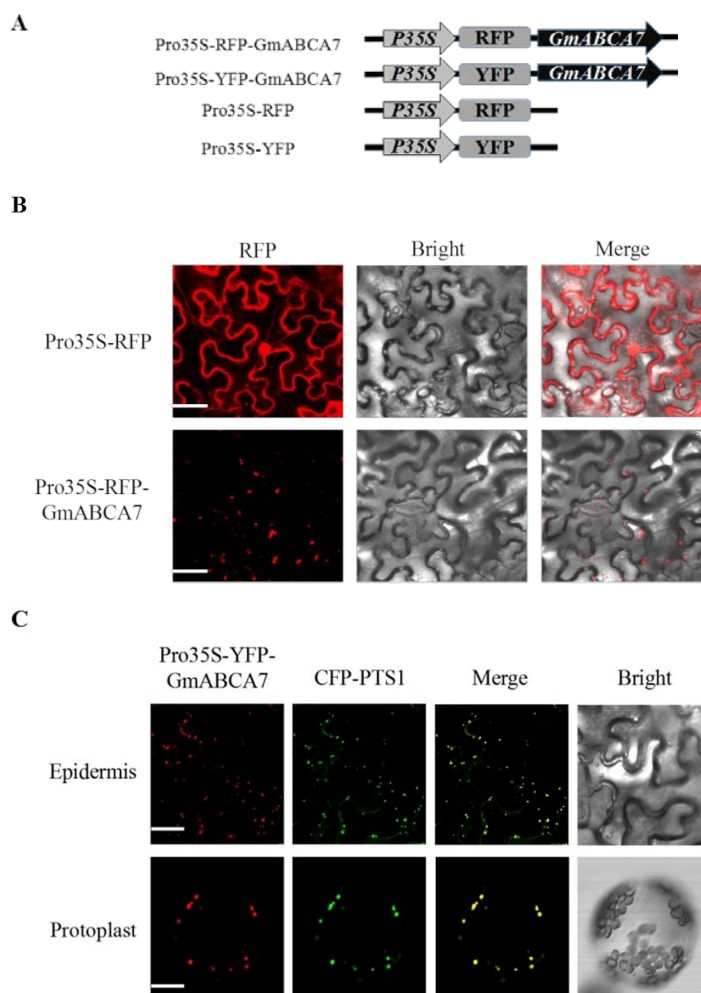 A
Pro35S-RFP-GmABCA7 P35S RFP GmABCA7
Pro35S-YFP-GmABCA7 P35S YFP GmABCA7
Pro35S-RFP P35S RFP
Pro35S-YFP P35S YFP
B
RFP Bright Merge
Pro35S-RFP
Pro35S-RFP-
GmABCA7
C
Pro35S-YFP-
GmABCA7 CFP-PTS1 Merge Bright
Epidermis
Protoplast